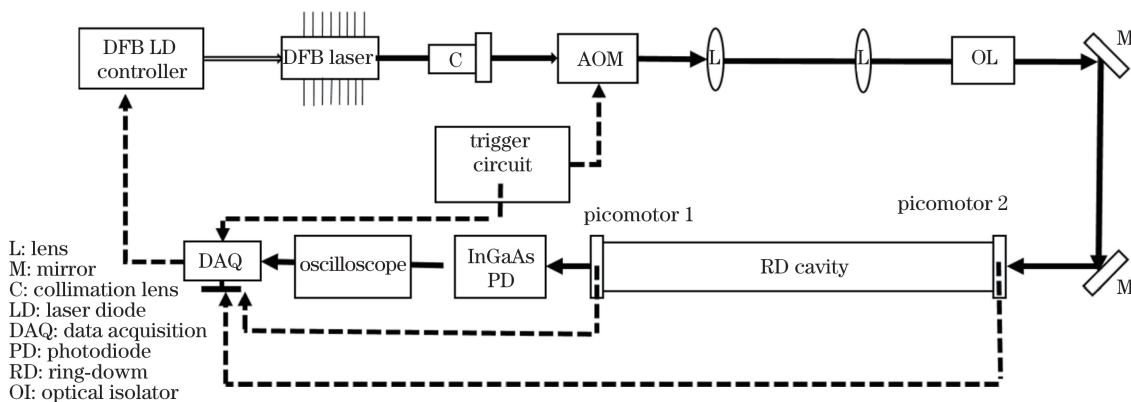 DFB LD
controller
DFB laser
C
AOM
L
L
OL
M
trigger
circuit
picomotor 1
picomotor 2
DAQ
oscilloscope
InGaAs
PD
RD cavity
M
L: lens
M: mirror
C: collimation lens
LD: laser diode
DAQ: data acquisition
PD: photodiode
RD: ring-dowm
OI: optical isolator